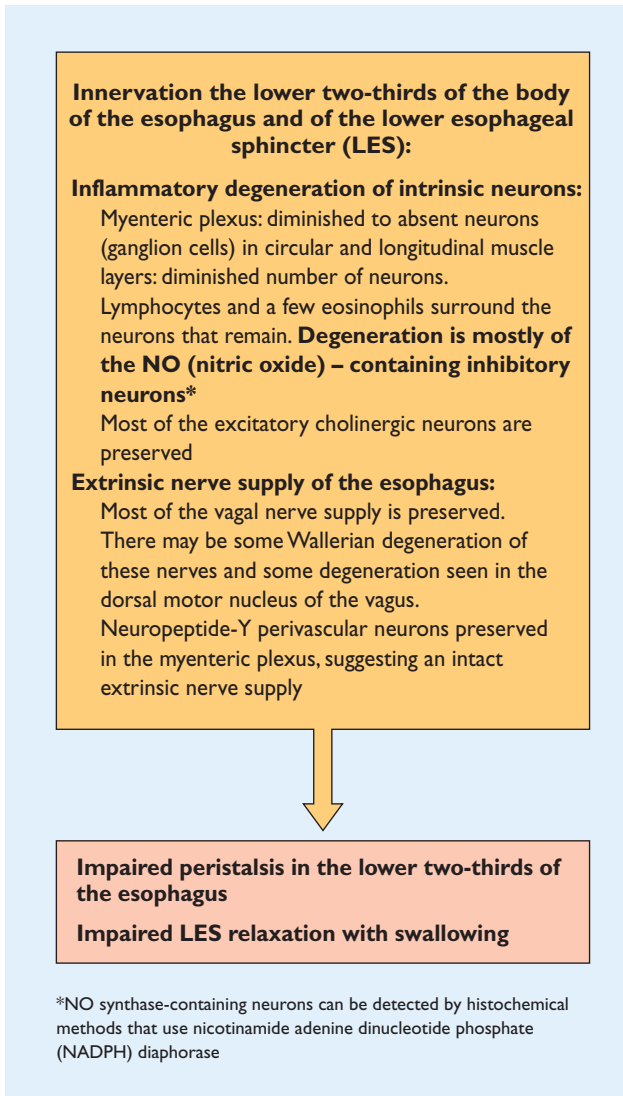 Innervation the lower two-thirds of the body
of the esophagus and of the lower esophageal
sphincter (LES):
Inflammatory degeneration of intrinsic neurons:
Myenteric plexus: diminished to absent neurons
(ganglion cells) in circular and longitudinal muscle
layers: diminished number of neurons.
Lymphocytes and a few eosinophils surround the
neurons that remain. Degeneration is mostly of
the NO (nitric oxide) – containing inhibitory
neurons*
Most of the excitatory cholinergic neurons are
preserved
Extrinsic nerve supply of the esophagus:
Most of the vagal nerve supply is preserved.
There may be some Wallerian degeneration of
these nerves and some degeneration seen in the
dorsal motor nucleus of the vagus.
Neuropeptide-Y perivascular neurons preserved
in the myenteric plexus, suggesting an intact
extrinsic nerve supply
Impaired peristalsis in the lower two-thirds of
the esophagus
Impaired LES relaxation with swallowing
*NO synthase-containing neurons can be detected by histochemical
methods that use nicotinamide adenine dinucleotide phosphate
(NADPH) diaphorase